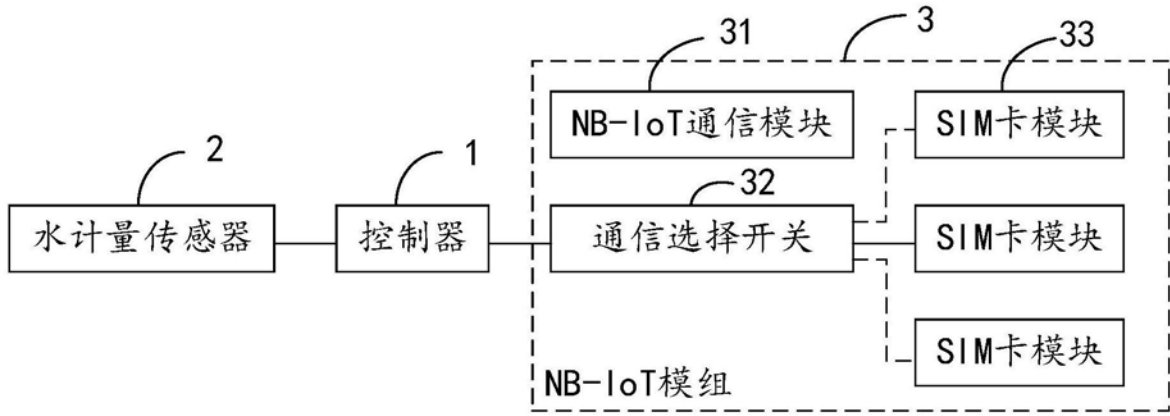 31
3
33
NB-IoT通信模块
SIM卡模块
2
1
32
水计量传感器
控制器
通信选择开关
SIM卡模块
SIM卡模块
NB-IoT模组